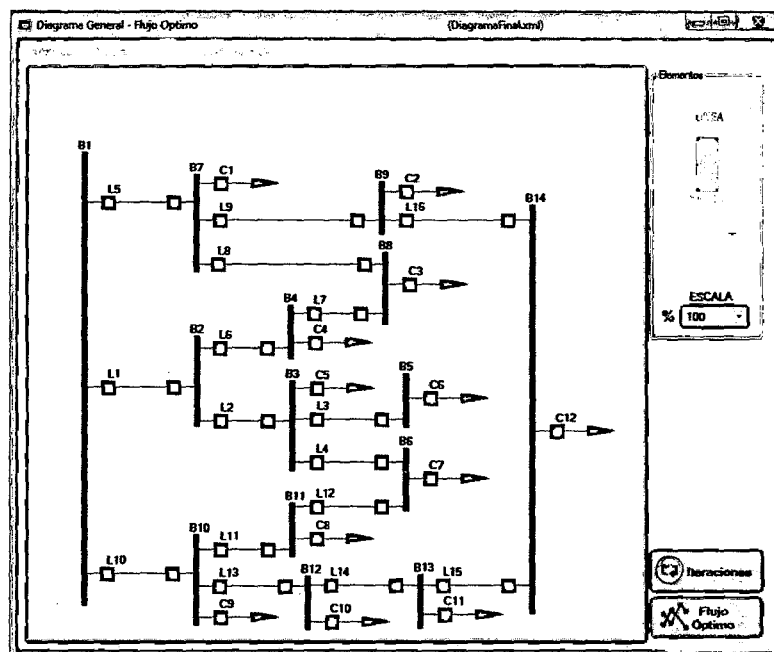 Diagrama General - Flujo Optimo (DiagramaFinal.xml)
Elementos
B1
B7 C1
L5
B9 C2
L9
L16
B14
L8
B8
C3
B4 L7
ESCALA
% 100
B2
L6
C4
L1
B3 C5
B5
C6
L2
L3
C12
B6
L4
C7
B11 L12
B10
L11
C8
L10
L13
B12 L14
B13 L15
C9
C10
C11
Iteraciones
Flujo
Optimo